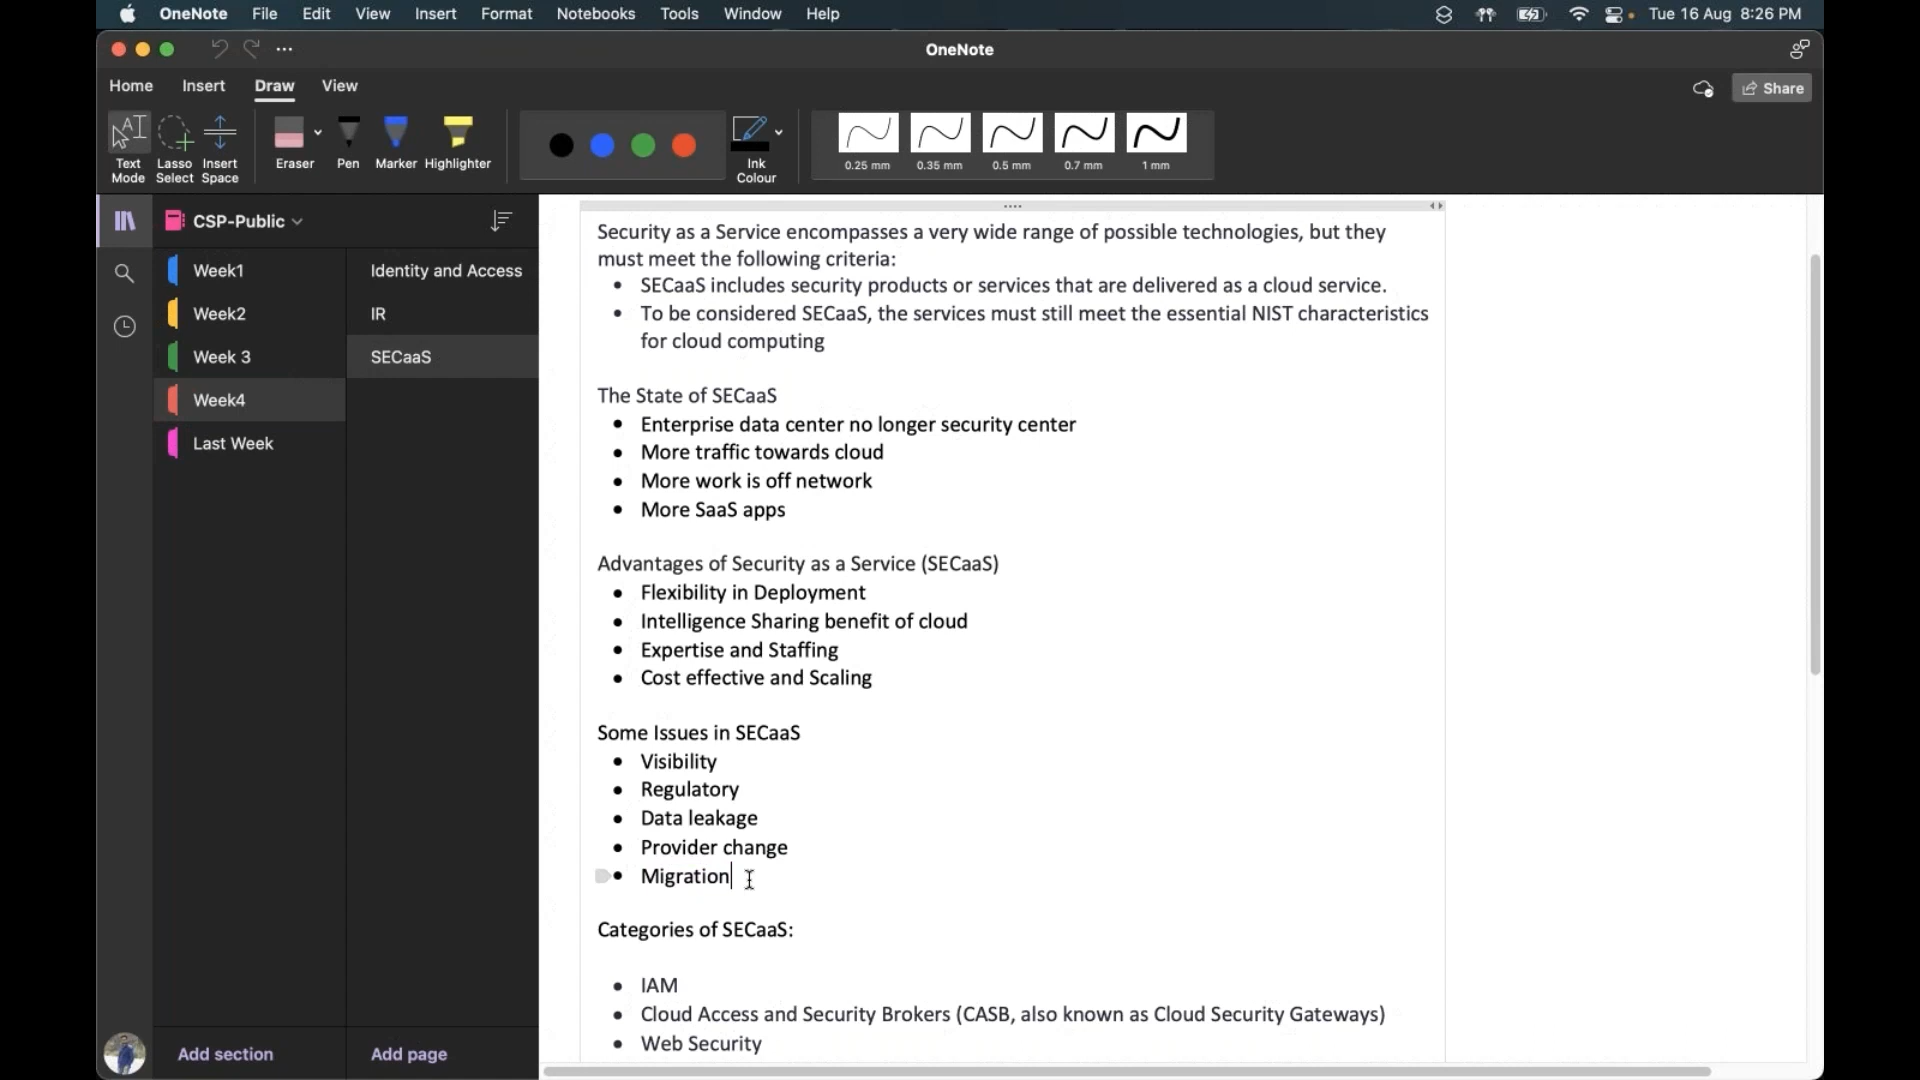 OneNote File Edit View Insert Format Notebooks Tools Window Help Tue 16 Aug 8:26 PM
OneNote
Home Insert Draw View Share
Text Mode
Lasso Select
Insert Space
Eraser
Pen
Marker
Highlighter
Ink Colour
0.25 mm 0.35 mm 0.5 mm 0.7 mm 1 mm
CSP-Public
Week1
Week2
Week 3
Week4
Last Week
Add section
Identity and Access
IR
SECaaS
Add page
Security as a Service encompasses a very wide range of possible technologies, but they
must meet the following criteria:
• SECaaS includes security products or services that are delivered as a cloud service.
• To be considered SECaaS, the services must still meet the essential NIST characteristics
for cloud computing
The State of SECaaS
• Enterprise data center no longer security center
• More traffic towards cloud
• More work is off network
• More SaaS apps
Advantages of Security as a Service (SECaaS)
• Flexibility in Deployment
• Intelligence Sharing benefit of cloud
• Expertise and Staffing
• Cost effective and Scaling
Some Issues in SECaaS
• Visibility
• Regulatory
• Data leakage
• Provider change
• Migration
Categories of SECaaS:
• IAM
• Cloud Access and Security Brokers (CASB, also known as Cloud Security Gateways)
• Web Security